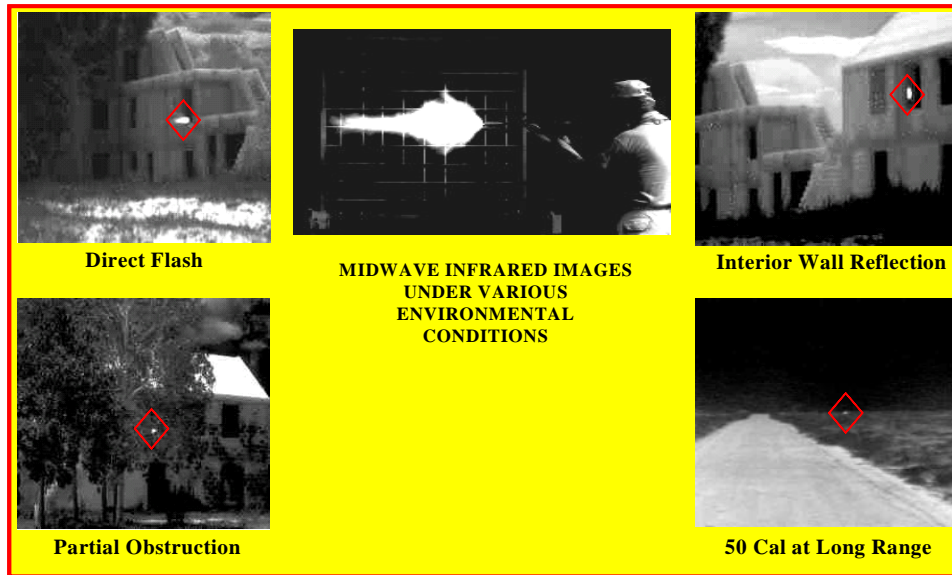 Direct Flash
MIDWAVE INFRARED IMAGES
UNDER VARIOUS
ENVIRONMENTAL
CONDITIONS
Interior Wall Reflection
Partial Obstruction
50 Cal at Long Range